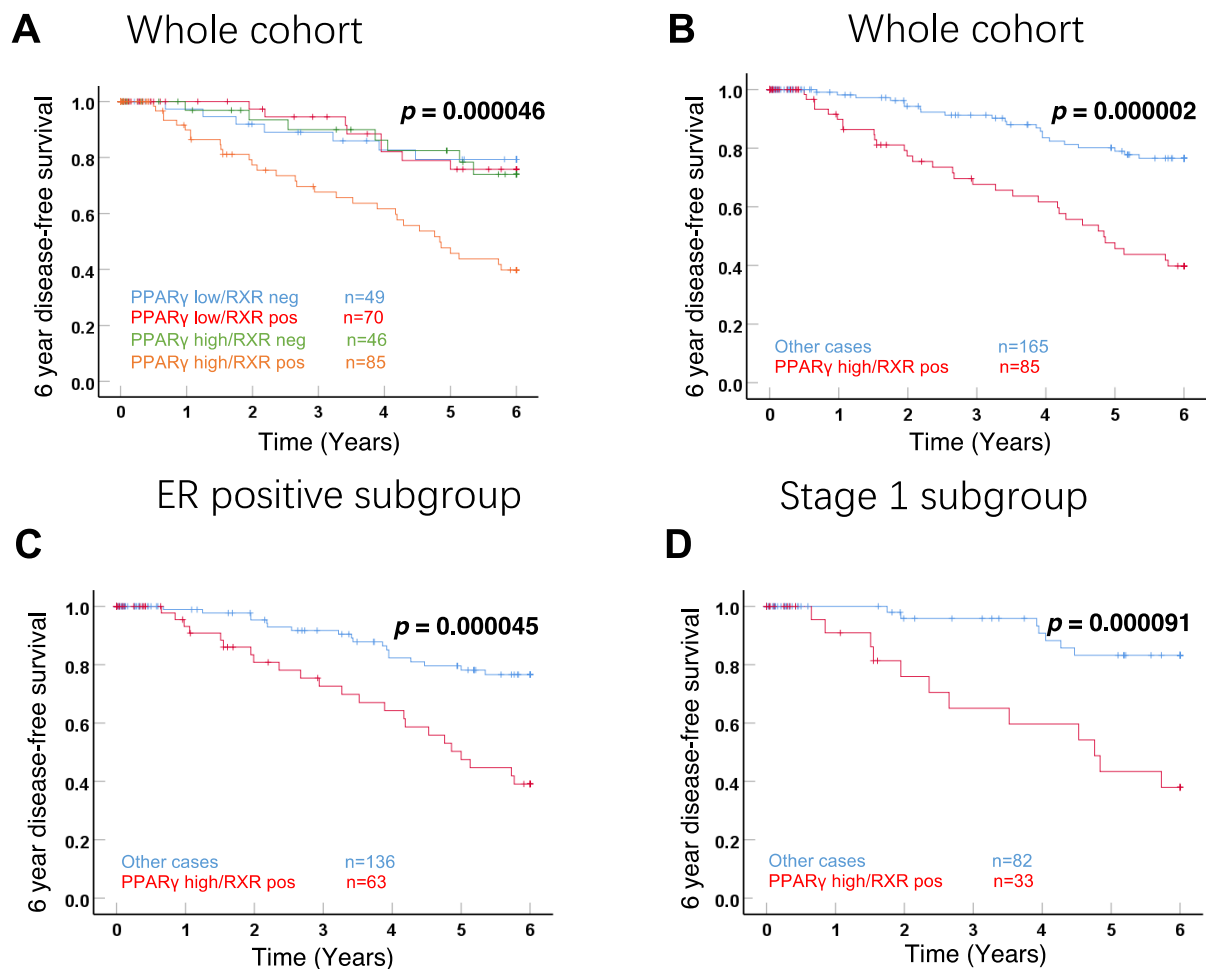 A Whole cohort
p = 0.000046
6 year disease-free survival
1.0
0.8
0.6
0.4
0.2
0.0
PPARγ low/RXR neg n=49
PPARγ low/RXR pos n=70
PPARγ high/RXR neg n=46
PPARγ high/RXR pos n=85
0 1 2 3 4 5 6
Time (Years)
B Whole cohort
p = 0.000002
6 year disease-free survival
1.0
0.8
0.6
0.4
0.2
0.0
Other cases n=165
PPARγ high/RXR pos n=85
0 1 2 3 4 5 6
Time (Years)
ER positive subgroup
C
p = 0.000045
6 year disease-free survival
1.0
0.8
0.6
0.4
0.2
0.0
Other cases n=136
PPARγ high/RXR pos n=63
0 1 2 3 4 5 6
Time (Years)
Stage 1 subgroup
D
p = 0.000091
6 year disease-free survival
1.0
0.8
0.6
0.4
0.2
0.0
Other cases n=82
PPARγ high/RXR pos n=33
0 1 2 3 4 5 6
Time (Years)